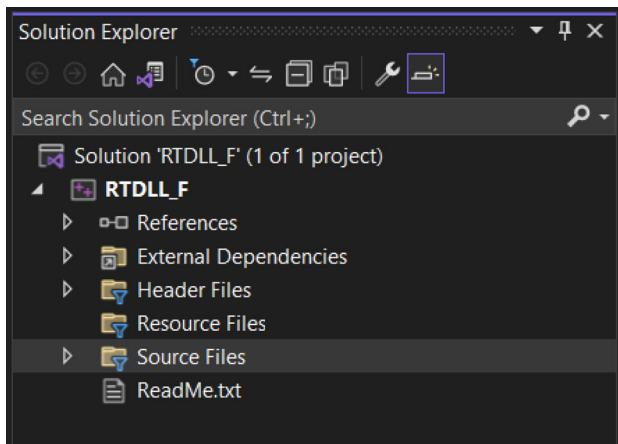 Solution Explorer
Search Solution Explorer (Ctrl+;)
Solution 'RTDLL_F' (1 of 1 project)
RTDLL_F
References
External Dependencies
Header Files
Resource Files
Source Files
ReadMe.txt